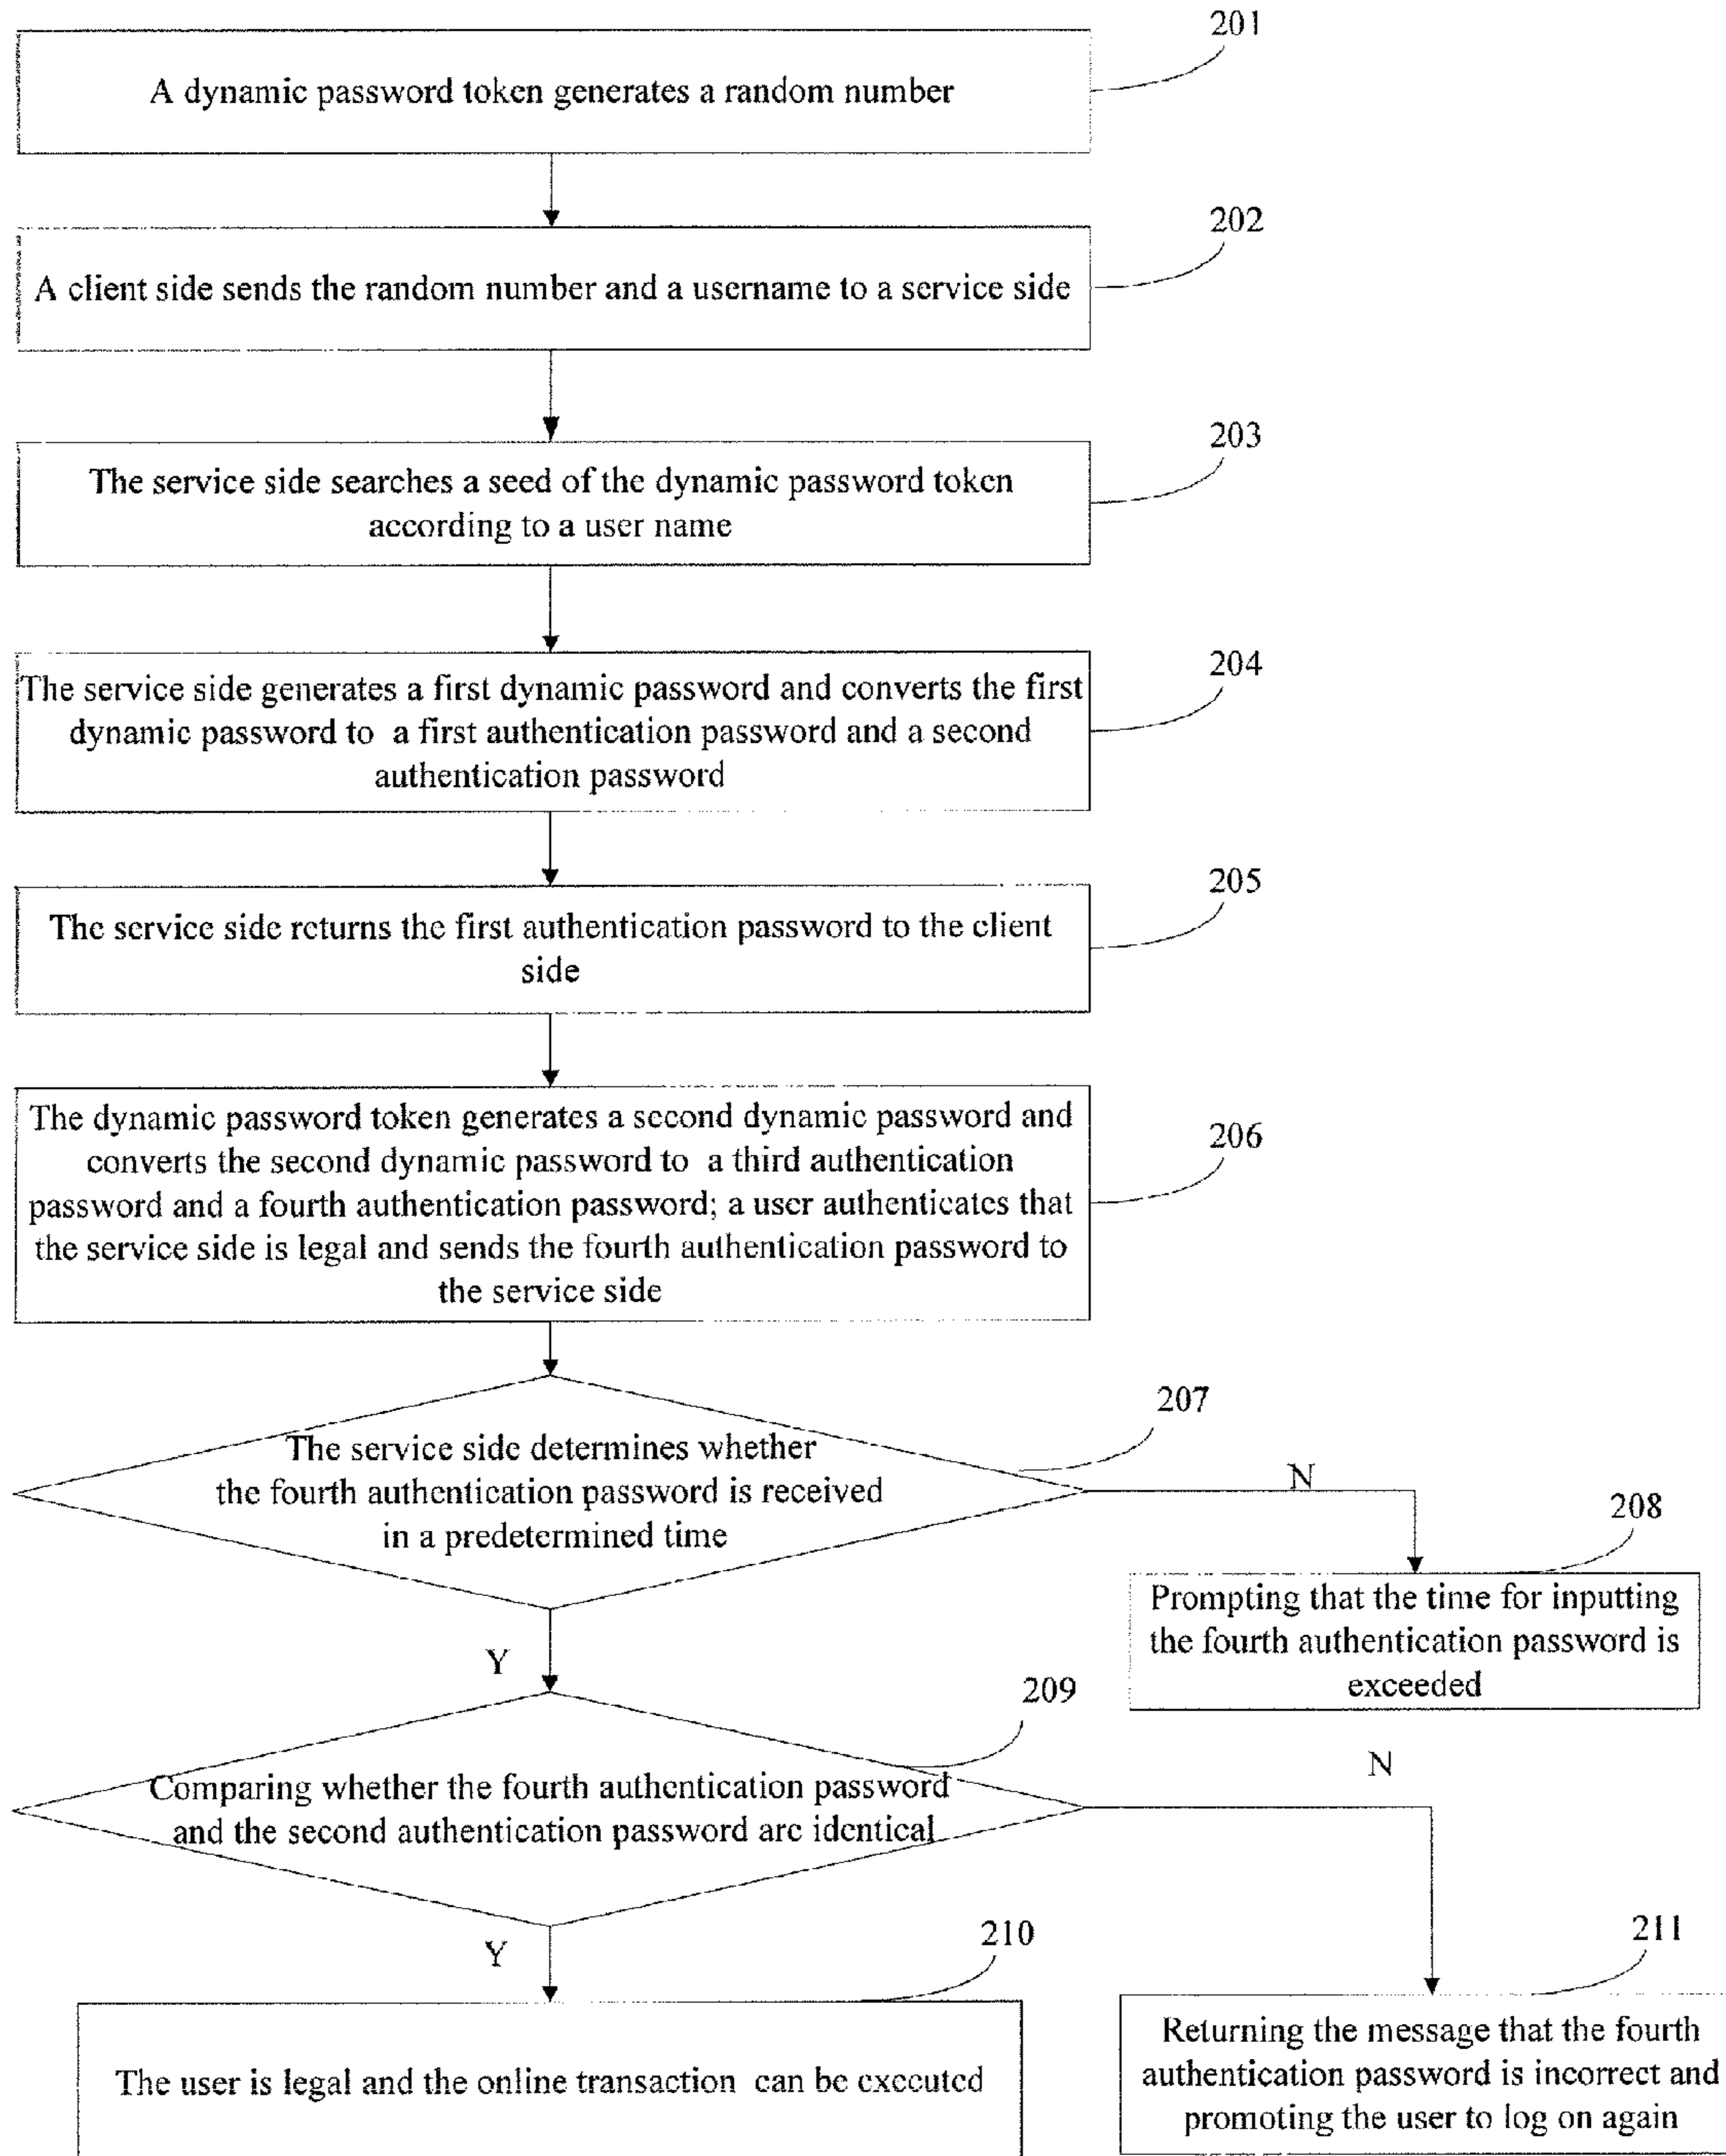 201
A dynamic password token generates a random number
202
A client side sends the random number and a username to a service side
203
The service side searches a seed of the dynamic password token
according to a user name
204
The service side generates a first dynamic password and converts the first
dynamic password to a first authentication password and a second
authentication password
205
The service side returns the first authentication password to the client
side
206
The dynamic password token generates a second dynamic password and
converts the second dynamic password to a third authentication
password and a fourth authentication password; a user authenticates that
the service side is legal and sends the fourth authentication password to
the service side
207
The service side determines whether
the fourth authentication password is received
in a predetermined time
N
208
Prompting that the time for inputting
the fourth authentication password is
exceeded
Y
209
Comparing whether the fourth authentication password
and the second authentication password are identical
N
Y
210
The user is legal and the online transaction can be executed
211
Returning the message that the fourth
authentication password is incorrect and
promoting the user to log on again